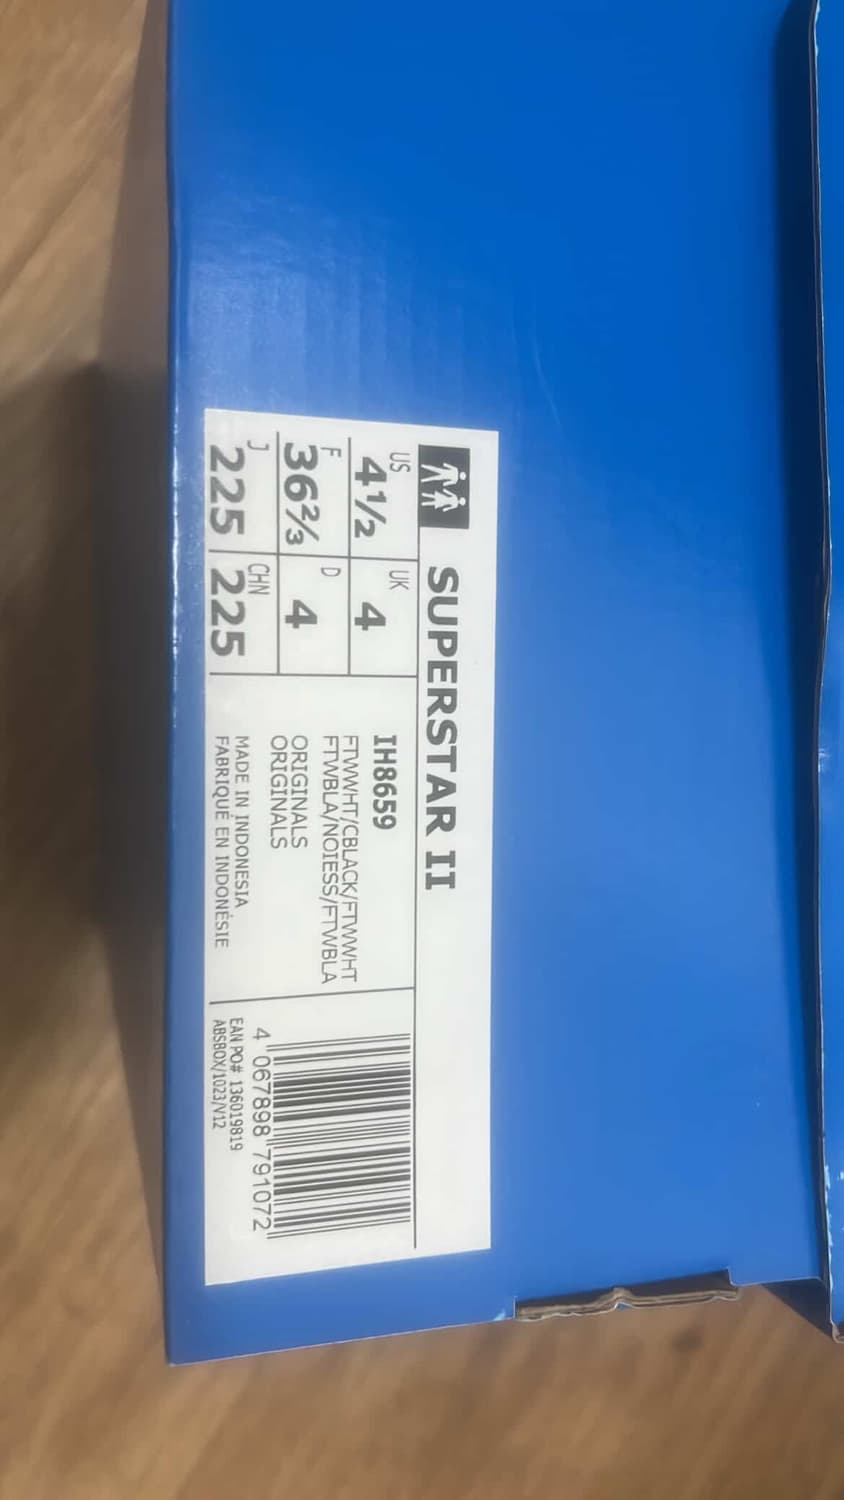 SUPERSTAR II
US 4½ UK 4
F 36⅔ D 4
J 225 CHN 225
IH8659
FTWWHT/CBLACK/FTWWHT
FTWBLA/NOIESS/FTWBLA
ORIGINALS
ORIGINALS
MADE IN INDONESIA
FABRIQUÉ EN INDONÉSIE
4 067898 791072
EAN PO# 136019819
ABSBOX/1023/V12